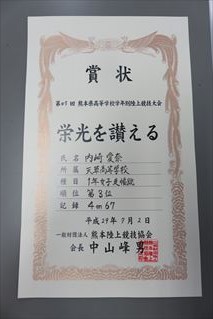 賞状
第41回 熊本県高等学校学年別陸上競技大会
栄光を讃える
氏名 内崎 愛奈
所属 天草高等学校
種目 1年女子走幅跳
順位 第3位
記録 4m67
平成29年7月2日
一般財団法人 熊本陸上競技協会
会長 中山峰男